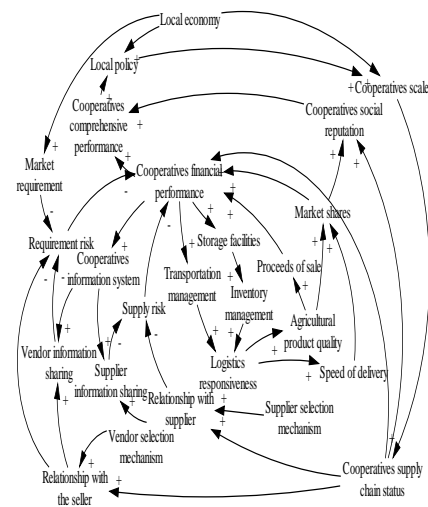 Local economy
Local policy
Cooperatives scale
Cooperatives
comprehensive
performance
Cooperatives social
reputation
Market
requirement
Cooperatives financial
performance
Market shares
Requirement risk
Storage facilities
Cooperatives
information system
Proceeds of sale
Transportation
management
Inventory
management
Supply risk
Agricultural
product quality
Vendor information
sharing
Supplier
information sharing
Logistics
responsiveness
Speed of delivery
Relationship with
supplier
Supplier selection
mechanism
Vendor selection
mechanism
Relationship with
the seller
Cooperatives supply
chain status